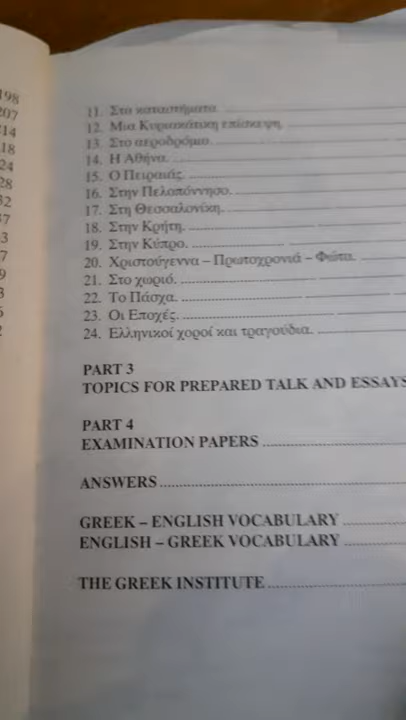 198
207
214
18
24
28
32
37
3
7
9
3
6
2
11. Στα καταστήματα.
12. Μια Κυριακάτικη επίσκεψη.
13. Στο αεροδρόμιο.
14. Η Αθήνα.
15. Ο Πειραιάς.
16. Στην Πελοπόννησο.
17. Στη Θεσσαλονίκη.
18. Στην Κρήτη.
19. Στην Κύπρο.
20. Χριστούγεννα – Πρωτοχρονιά – Φώτα.
21. Στο χωριό.
22. Το Πάσχα.
23. Οι Εποχές.
24. Ελληνικοί χοροί και τραγούδια.
PART 3
TOPICS FOR PREPARED TALK AND ESSAYS
PART 4
EXAMINATION PAPERS
ANSWERS
GREEK – ENGLISH VOCABULARY
ENGLISH – GREEK VOCABULARY
THE GREEK INSTITUTE